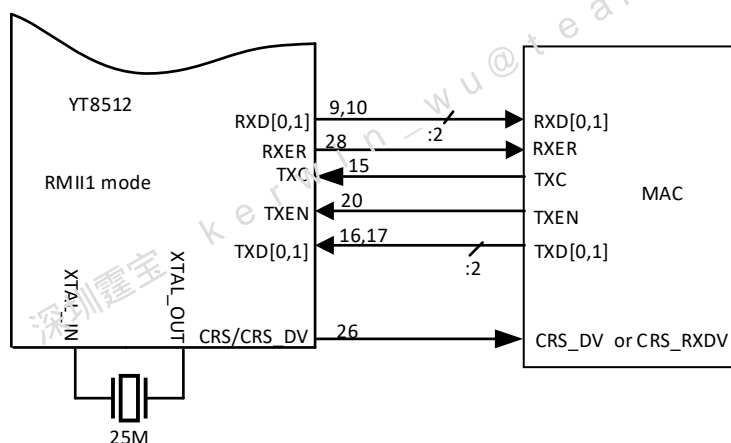 YT8512
RMII1 mode
RXD[0,1]
RXER
TXC
TXEN
TXD[0,1]
CRS/CRS_DV
XTAL_IN
XTAL_OUT
25M
9,10
:2
28
15
20
16,17
:2
26
RXD[0,1]
RXER
TXC
TXEN
TXD[0,1]
CRS_DV or CRS_RXDV
MAC
深圳霆宝 kerwin_wu@tea